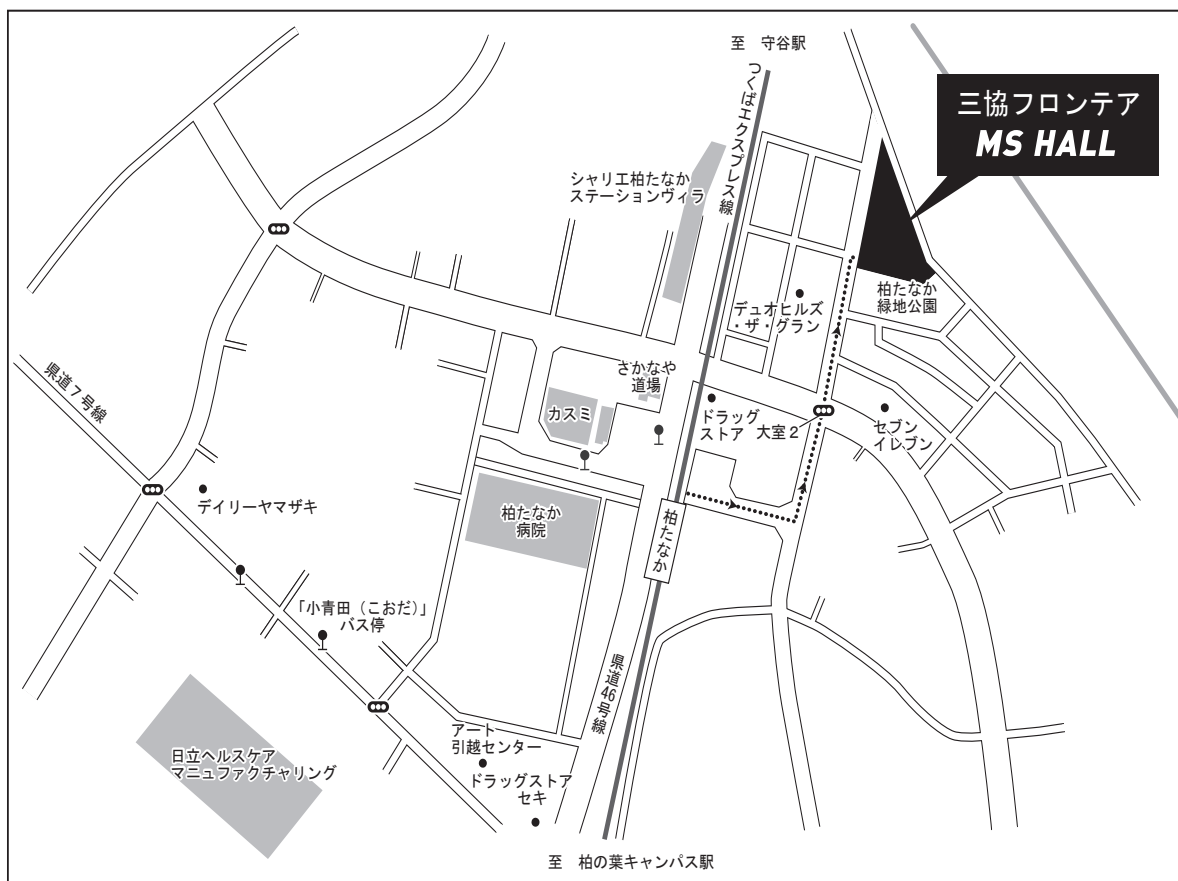 至　守谷駅
つくばエクスプレス線
三協フロンテア
MS HALL
シャリエ柏たなか
ステーションヴィラ
柏たなか
緑地公園
デュオヒルズ
・ザ・グラン
さかなや
道場
県道７号線
カスミ
ドラッグ
ストア
大室２
セブン
イレブン
デイリーヤマザキ
柏たなか
病院
柏たなか
「小青田（こおだ）」
バス停
県道46号線
アート
引越センター
日立ヘルスケア
マニュファクチャリング
ドラッグストア
セキ
至　柏の葉キャンパス駅